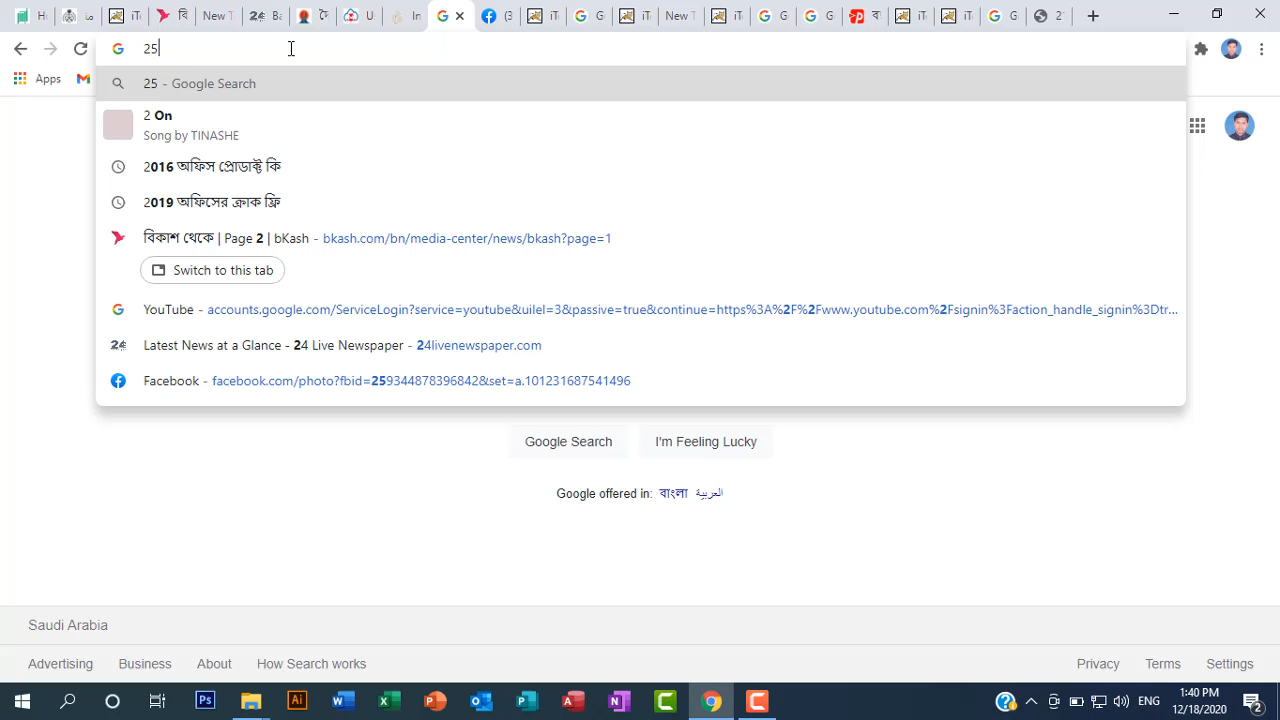 New T
25
25 - Google Search
2 On
Song by TINASHE
2016 অফিস প্রোডাক্ট কি
2019 অফিসের ক্রাক ফ্রি
বিকাশ থেকে | Page 2 | bKash - bkash.com/bn/media-center/news/bkash?page=1
Switch to this tab
YouTube - accounts.google.com/ServiceLogin?service=youtube&uilel=3&passive=true&continue=https%3A%2F%2Fwww.youtube.com%2Fsignin%3Faction_handle_signin%3Dtr...
Latest News at a Glance - 24 Live Newspaper - 24livenewspaper.com
Facebook - facebook.com/photo?fbid=259344878396842&set=a.101231687541496
Apps
Google Search I'm Feeling Lucky
Google offered in: বাংলা العربية
Saudi Arabia
Advertising Business About How Search works Privacy Terms Settings
ENG 1:40 PM
12/18/2020 2